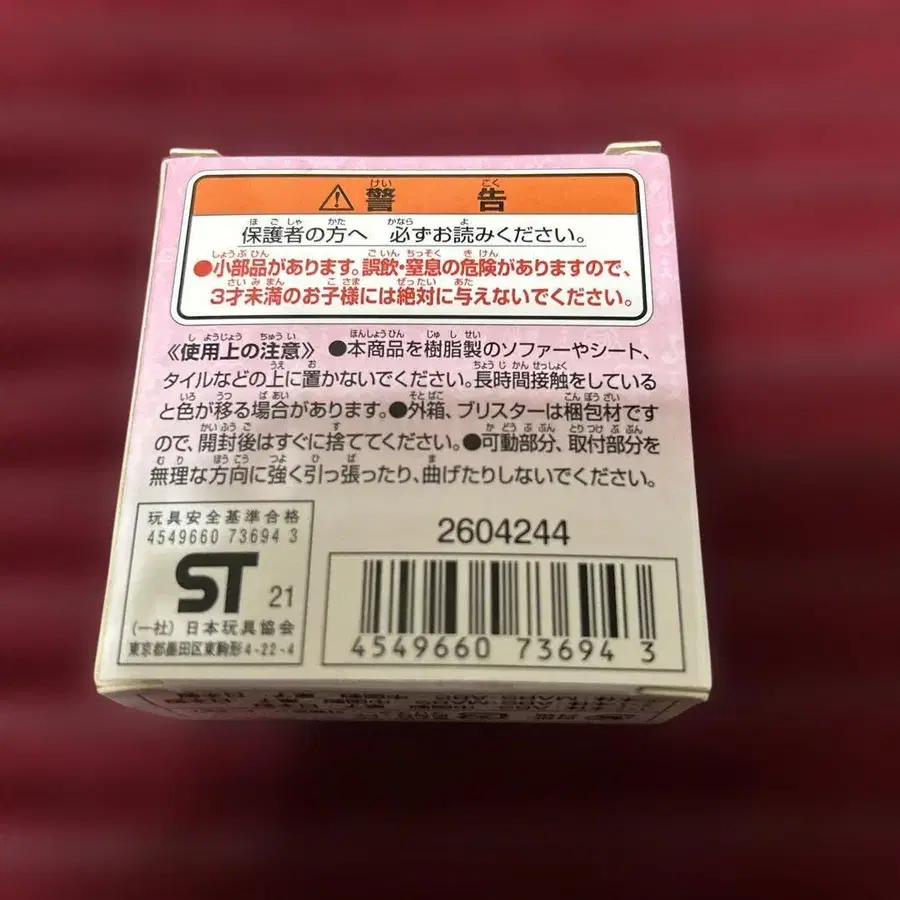 ⚠ 警告
保護者の方へ 必ずお読みください。
●小部品があります。誤飲・窒息の危険がありますので、
3才未満のお子様には絶対に与えないでください。
《使用上の注意》 ●本商品を樹脂製のソファーやシート、
タイルなどの上に置かないでください。長時間接触をしている
と色が移る場合があります。●外箱、ブリスターは梱包材です
ので、開封後はすぐに捨ててください。●可動部分、取付部分を
無理な方向に強く引っ張ったり、曲げたりしないでください。
玩具安全基準合格
4549660 73694 3
ST 21
(一社) 日本玩具協会
東京都墨田区東駒形4-22-4
2604244
4549660 736943